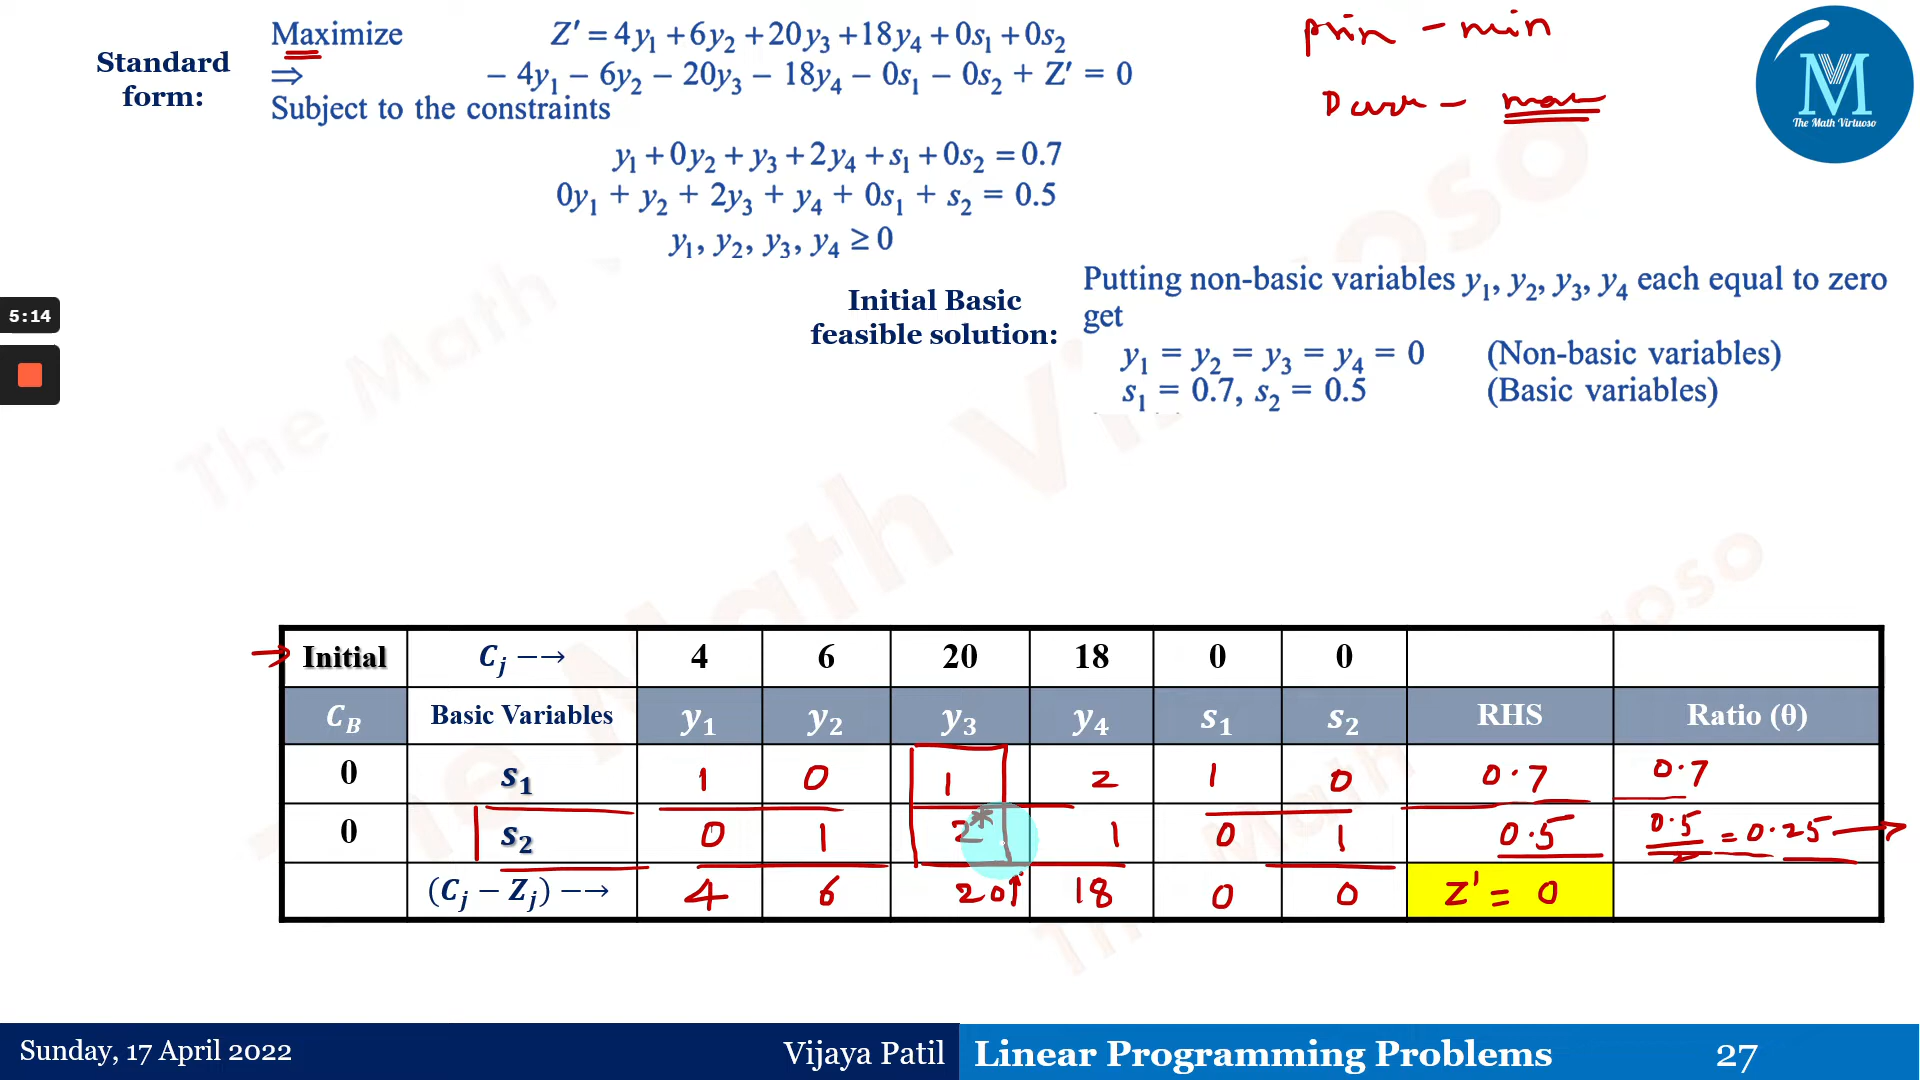 Standard form:
Maximize Z′ = 4y₁ + 6y₂ + 20y₃ + 18y₄ + 0s₁ + 0s₂
⇒ − 4y₁ − 6y₂ − 20y₃ − 18y₄ − 0s₁ − 0s₂ + Z′ = 0
Subject to the constraints
y₁ + 0y₂ + y₃ + 2y₄ + s₁ + 0s₂ = 0.7
0y₁ + y₂ + 2y₃ + y₄ + 0s₁ + s₂ = 0.5
y₁, y₂, y₃, y₄ ≥ 0
− min
−
M
The Math Virtuoso
5:14
Initial Basic feasible solution:
Putting non-basic variables y₁, y₂, y₃, y₄ each equal to zero
get
y₁ = y₂ = y₃ = y₄ = 0 (Non-basic variables)
s₁ = 0.7, s₂ = 0.5 (Basic variables)
Initial Cⱼ ⟶ 4 6 20 18 0 0
C_B Basic Variables y₁ y₂ y₃ y₄ s₁ s₂ RHS Ratio (θ)
0 s₁ 1 0 1 2 1 0 0.7 0.7
0 s₂ 0 1 2* 1 0 1 0.5 0.5/2 = 0.25 →
(Cⱼ − Zⱼ) ⟶ 4 6 20↑ 18 0 0 Z′ = 0
Sunday, 17 April 2022 Vijaya Patil Linear Programming Problems 27